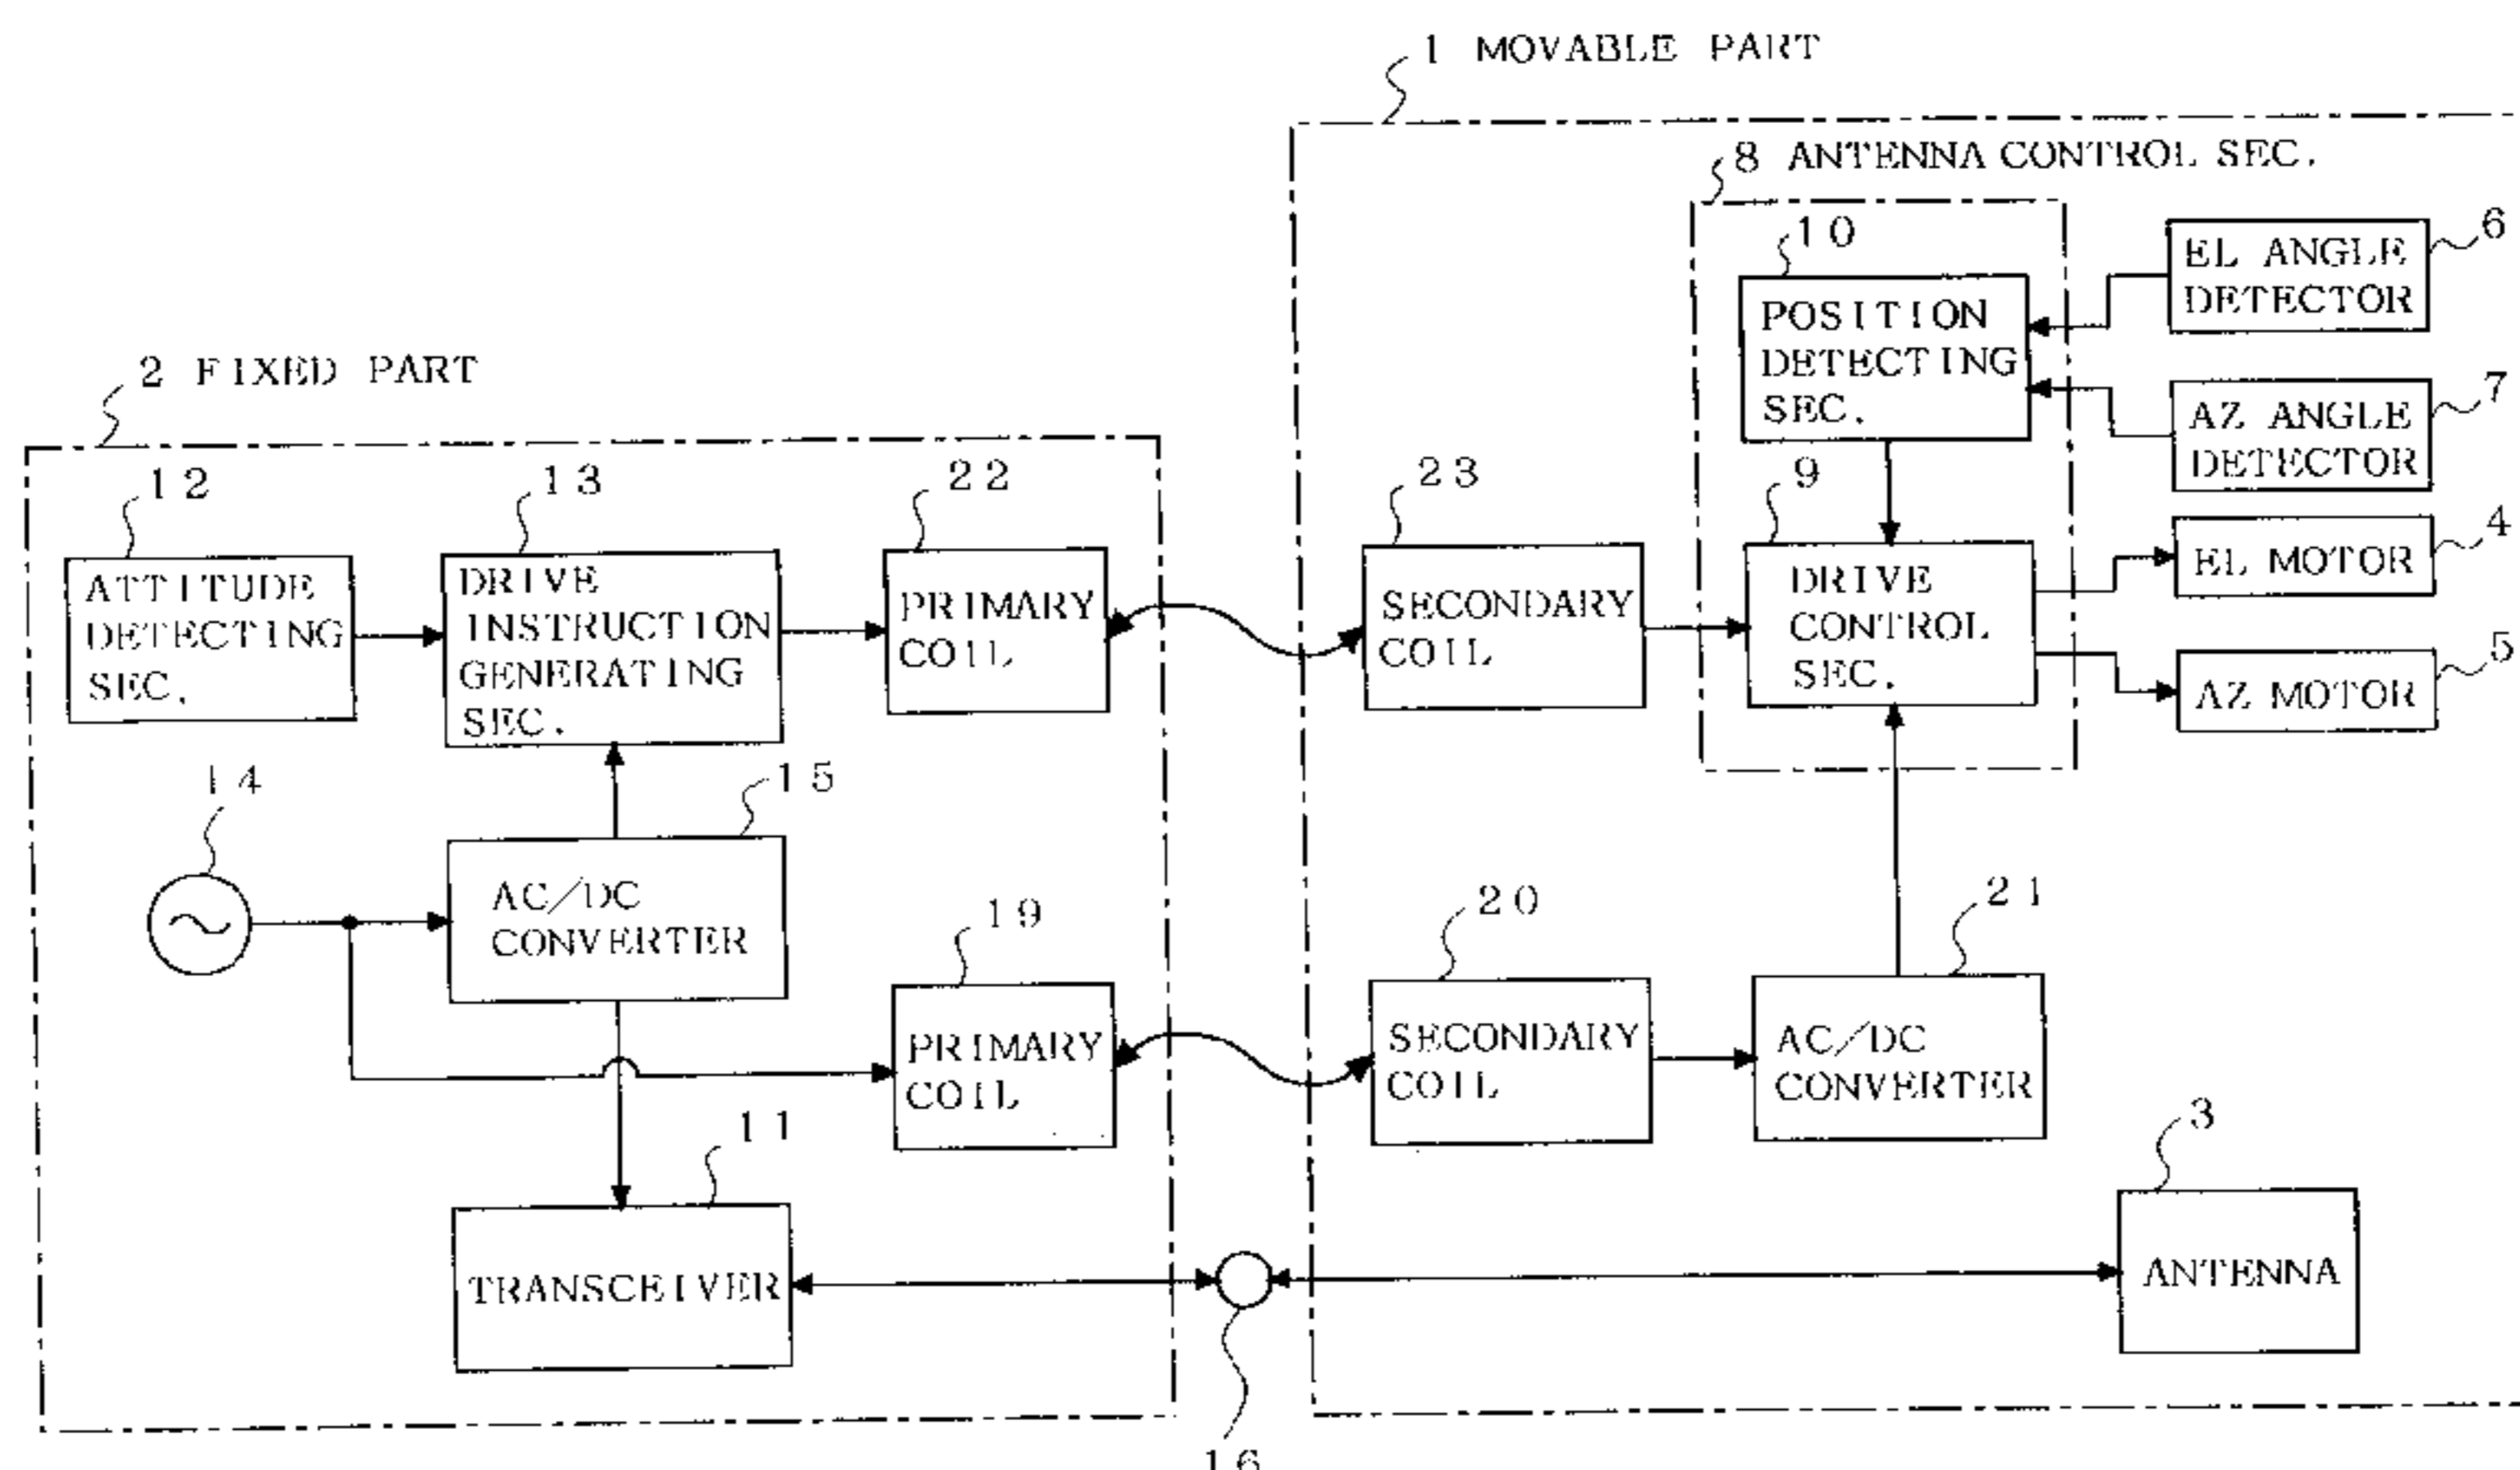 1 MOVABLE PART
8 ANTENNA CONTROL SEC.
10
6
EL ANGLE
DETECTOR
POSITION
DETECTING
SEC.
7
AZ ANGLE
DETECTOR
2 FIXED PART
12
13
22
23
9
4
EL MOTOR
ATTITUDE
DETECTING
SEC.
DRIVE
INSTRUCTION
GENERATING
SEC.
PRIMARY
COIL
SECONDARY
COIL
DRIVE
CONTROL
SEC.
5
AZ MOTOR
14
15
AC/DC
CONVERTER
19
PRIMARY
COIL
20
SECONDARY
COIL
21
AC/DC
CONVERTER
11
TRANSCEIVER
3
ANTENNA
16